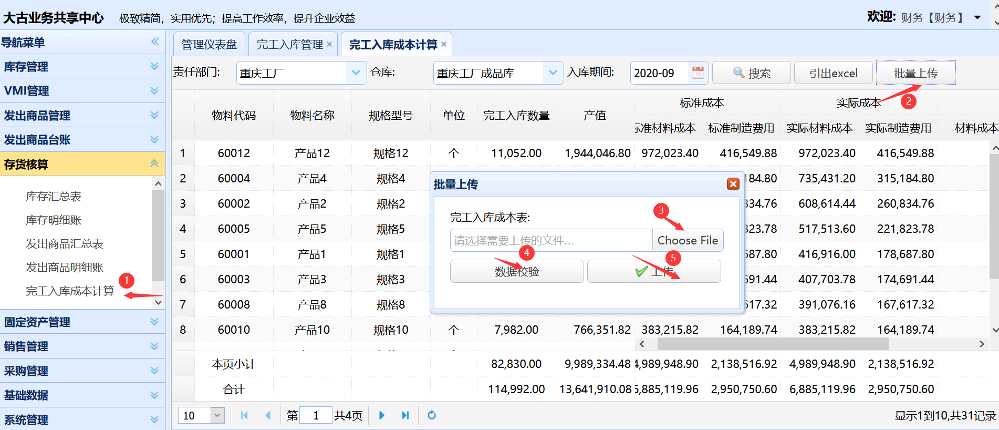 大古业务共享中心 极致精简，实用优先；提高工作效率，提升企业效益 欢迎: 财务【财务】
导航菜单
库存管理
VMI管理
发出商品管理
发出商品台账
存货核算
库存汇总表
库存明细账
发出商品汇总表
发出商品明细账
完工入库成本计算
1
固定资产管理
销售管理
采购管理
基础数据
系统管理
管理仪表盘 完工入库管理 × 完工入库成本计算 ×
责任部门: 重庆工厂 仓库: 重庆工厂成品库 入库期间: 2020-09 搜索 引出excel 批量上传
2
物料代码 物料名称 规格型号 单位 完工入库数量 产值 标准成本 实际成本
标准材料成本 标准制造费用 实际材料成本 实际制造费用 材料成本
1 60012 产品12 规格12 个 11,052.00 1,944,046.80 972,023.40 416,549.88 972,023.40 416,549.88
2 60004 产品4 规格4 184.80 735,431.20 315,184.80
3 60002 产品2 规格2 334.76 608,614.44 260,834.76
4 60005 产品5 规格5 323.78 517,513.60 221,823.78
5 60001 产品1 规格1 687.80 416,916.00 178,687.80
6 60003 产品3 规格3 691.44 407,703.78 174,691.44
7 60008 产品8 规格8 617.32 391,076.16 167,617.32
8 60010 产品10 规格10 个 7,982.00 766,351.82 383,215.82 164,189.74 383,215.82 164,189.74
本页小计 82,830.00 9,989,334.48 4,989,948.90 2,138,516.92 4,989,948.90 2,138,516.92
合计 114,992.00 13,641,910.08 6,885,119.96 2,950,750.60 6,885,119.96 2,950,750.60
10 第 1 共4页 显示1到10,共31记录
批量上传
完工入库成本表:
3
请选择需要上传的文件... Choose File
4 5
数据校验 上传